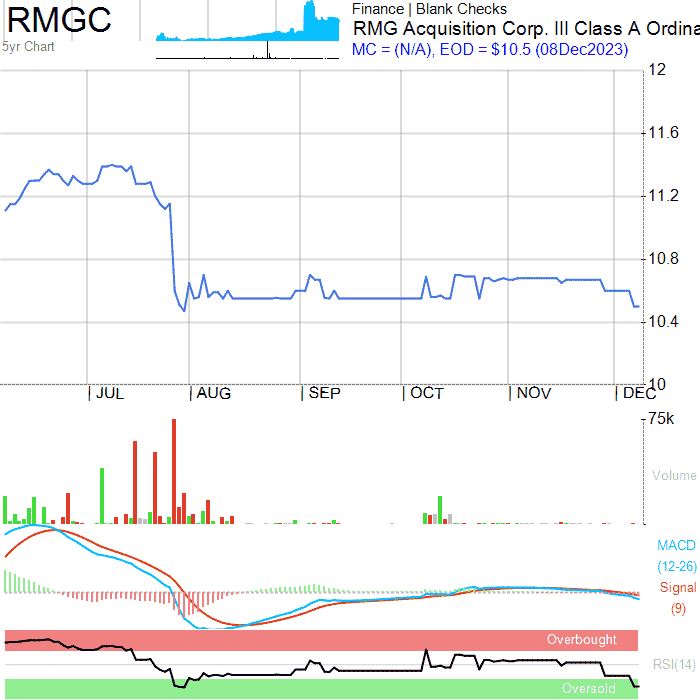 RMGC
5yr Chart
Finance | Blank Checks
RMG Acquisition Corp. III Class A Ordina
MC = (N/A), EOD = $10.5 (08Dec2023)
12
11.6
11.2
10.8
10.4
10
| JUL | AUG | SEP | OCT | NOV | DEC
75k
Volume
MACD
(12-26)
Signal
(9)
Overbought
RSI(14)
Oversold